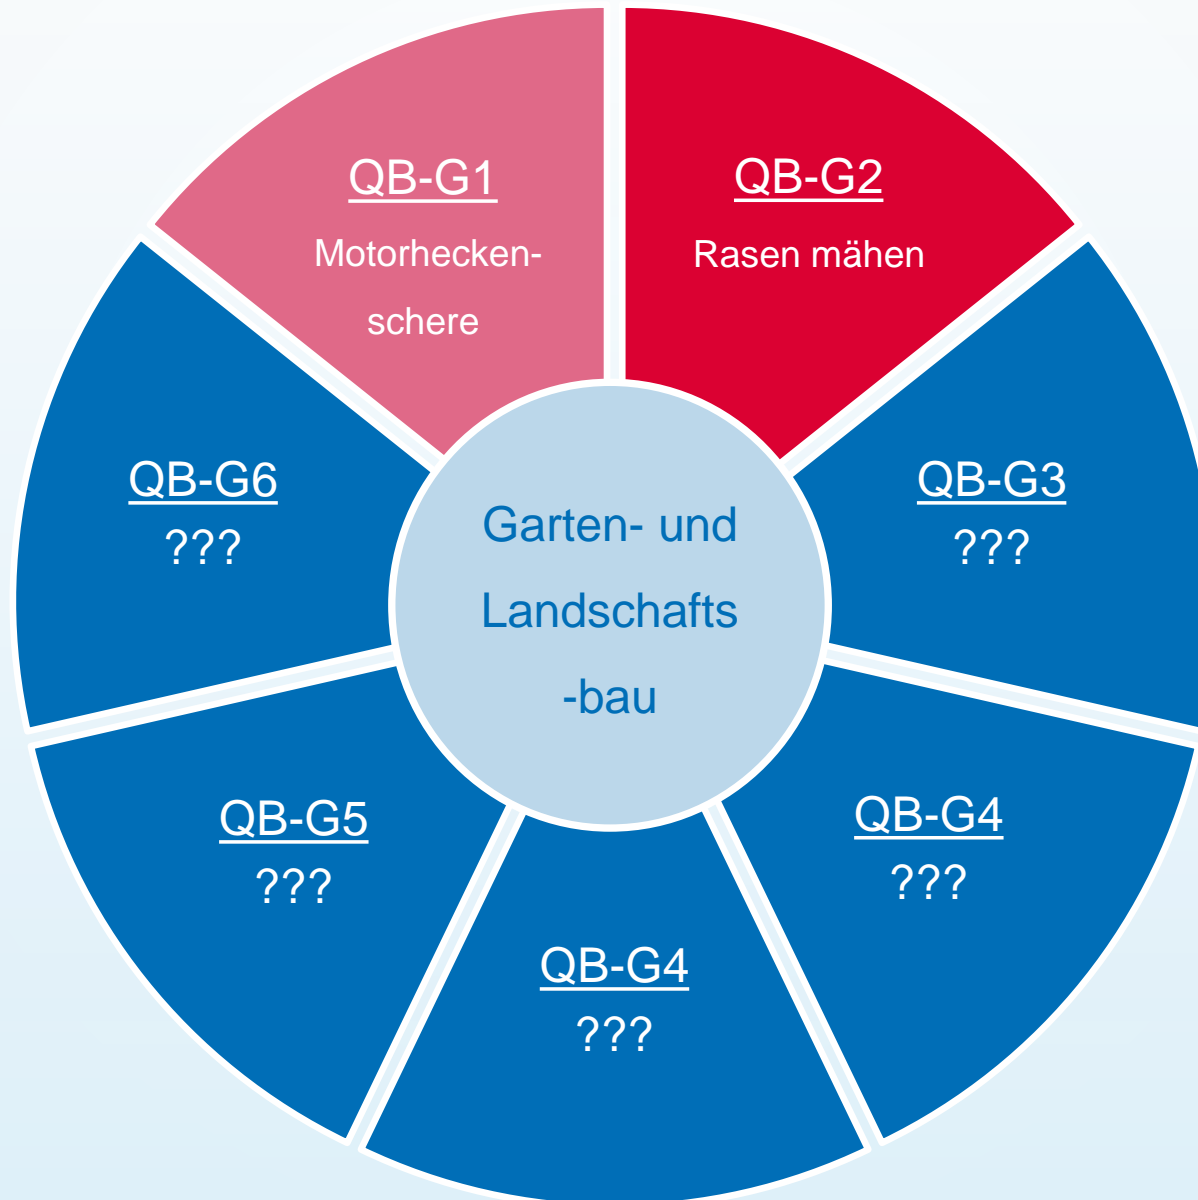 QB-G1
Motorhecken-
schere
QB-G2
Rasen mähen
QB-G3
???
QB-G4
???
QB-G4
???
QB-G5
???
QB-G6
???
Garten- und
Landschafts
-bau